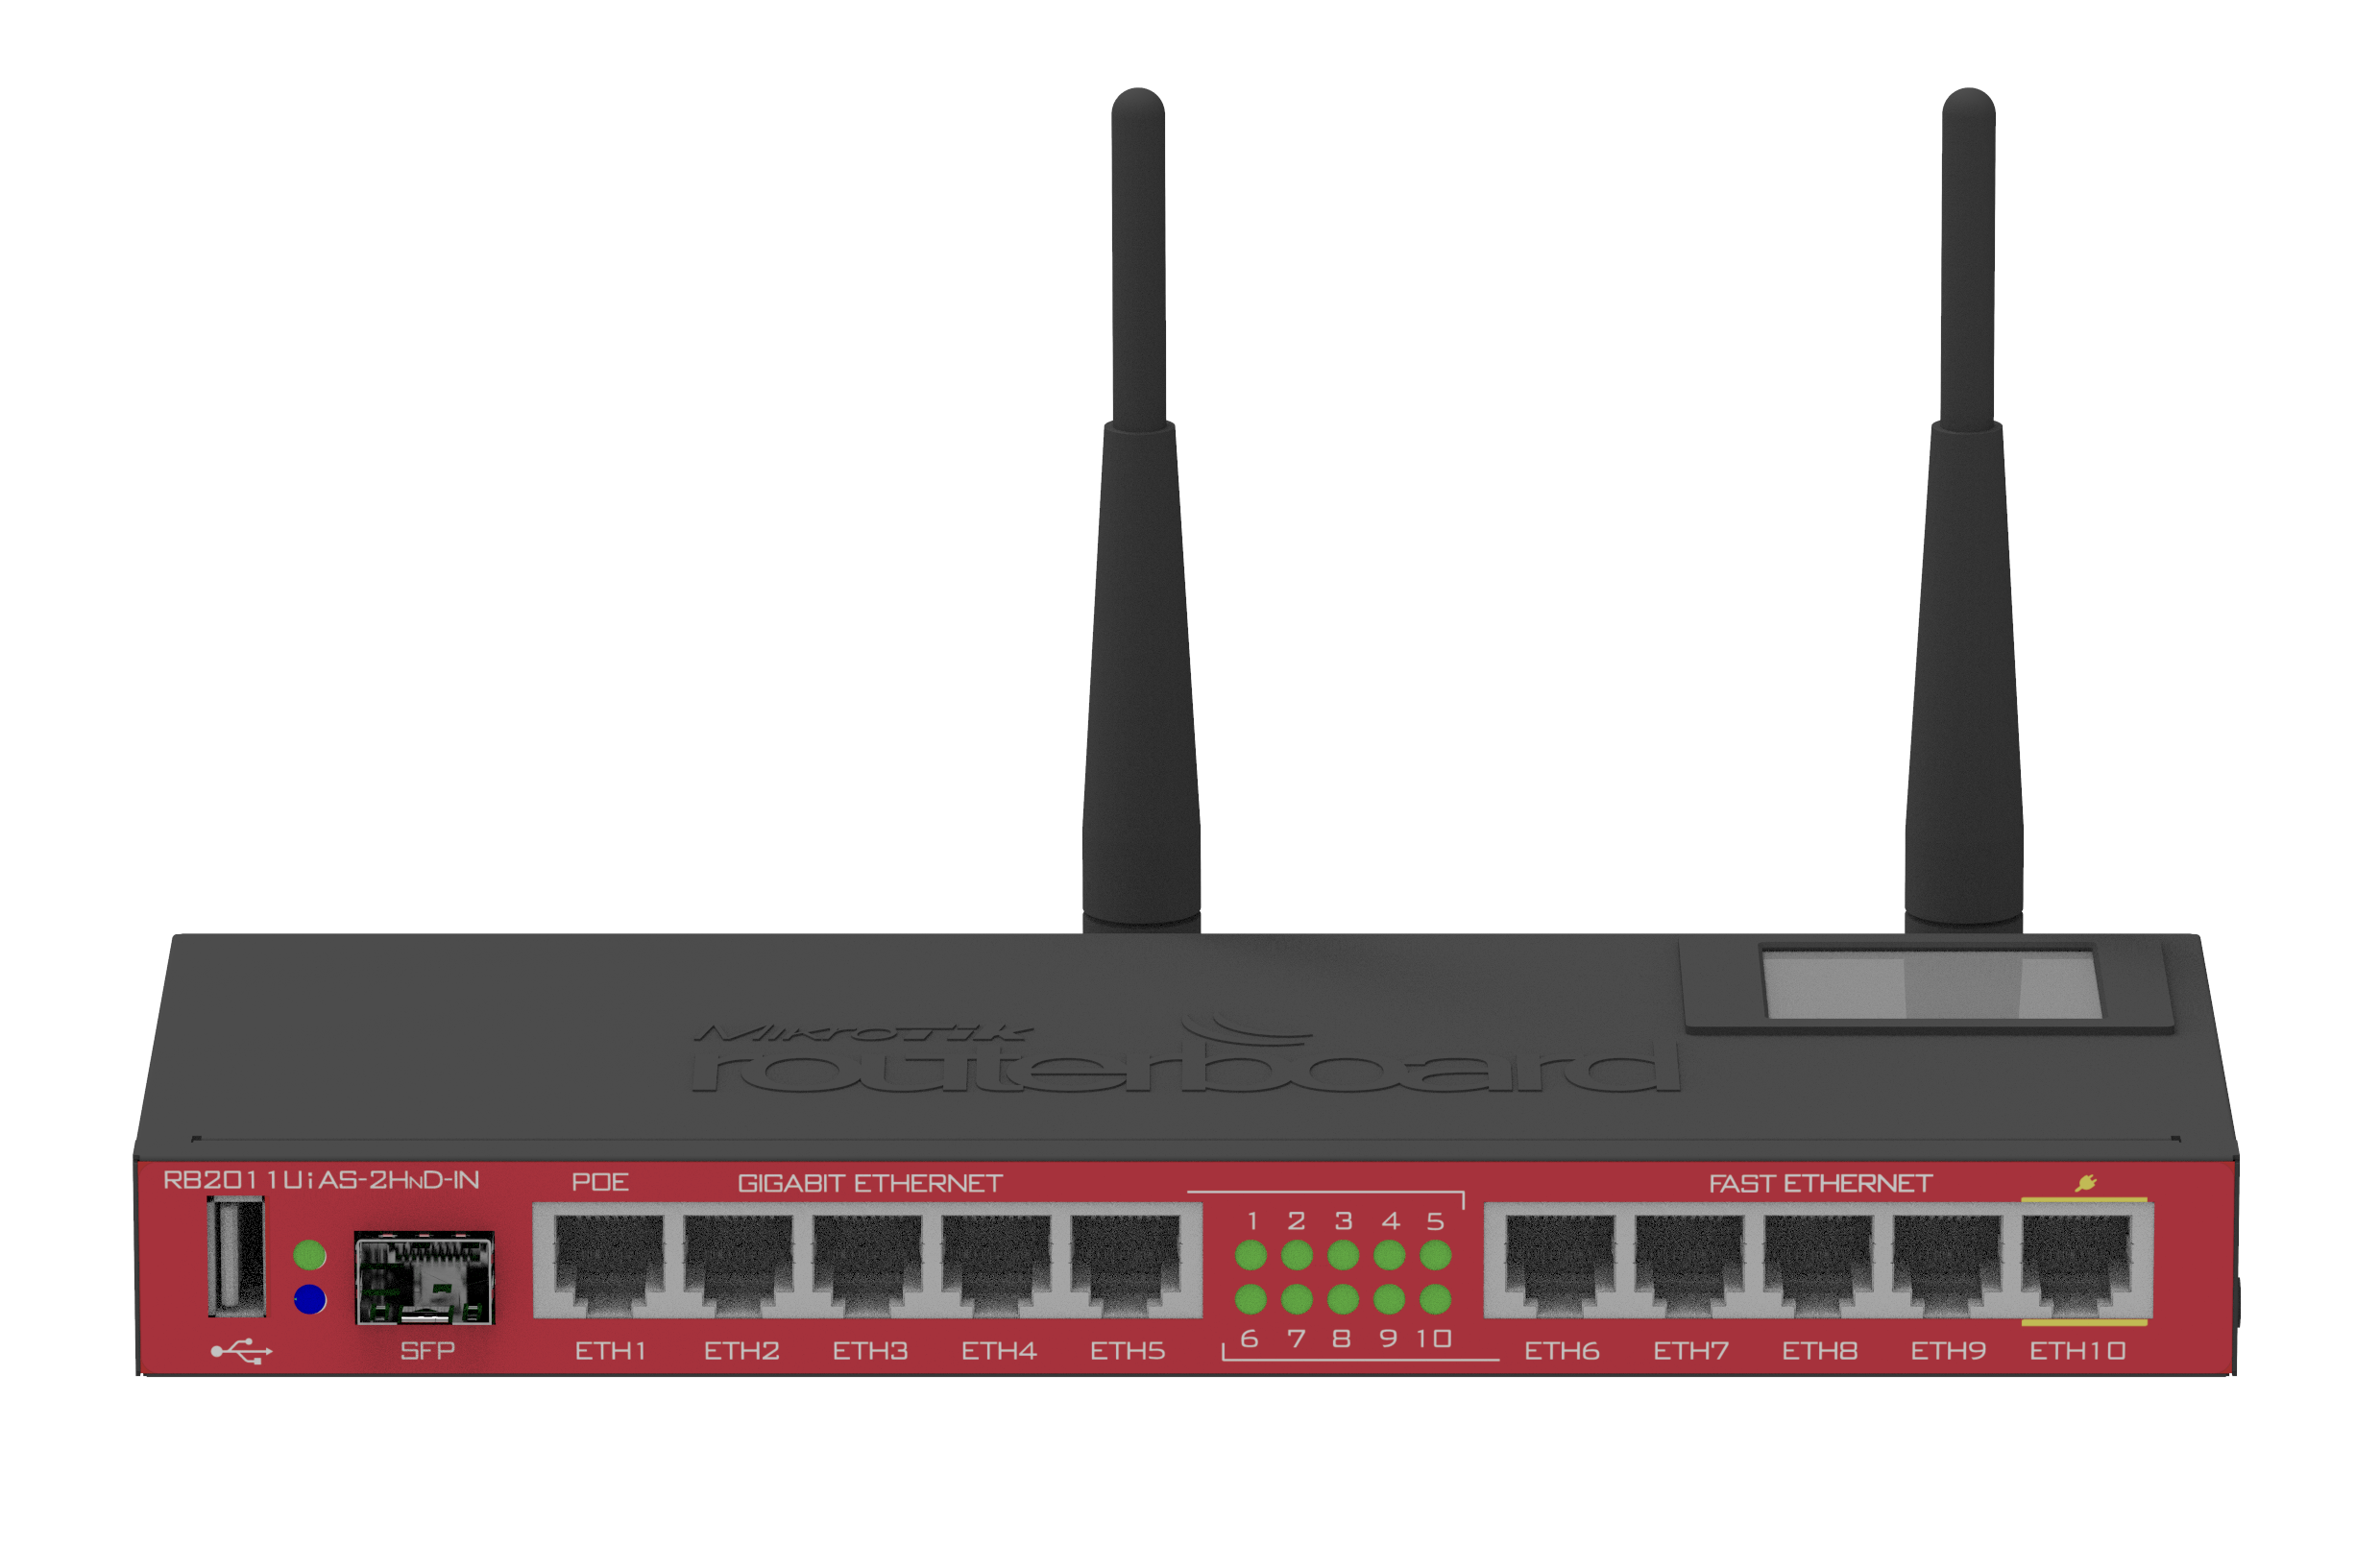 MikroTik
routerboard
RB2011UiAS-2HnD-IN
POE
GIGABIT ETHERNET
FAST ETHERNET
1 2 3 4 5
6 7 8 9 10
SFP
ETH1
ETH2
ETH3
ETH4
ETH5
ETH6
ETH7
ETH8
ETH9
ETH10